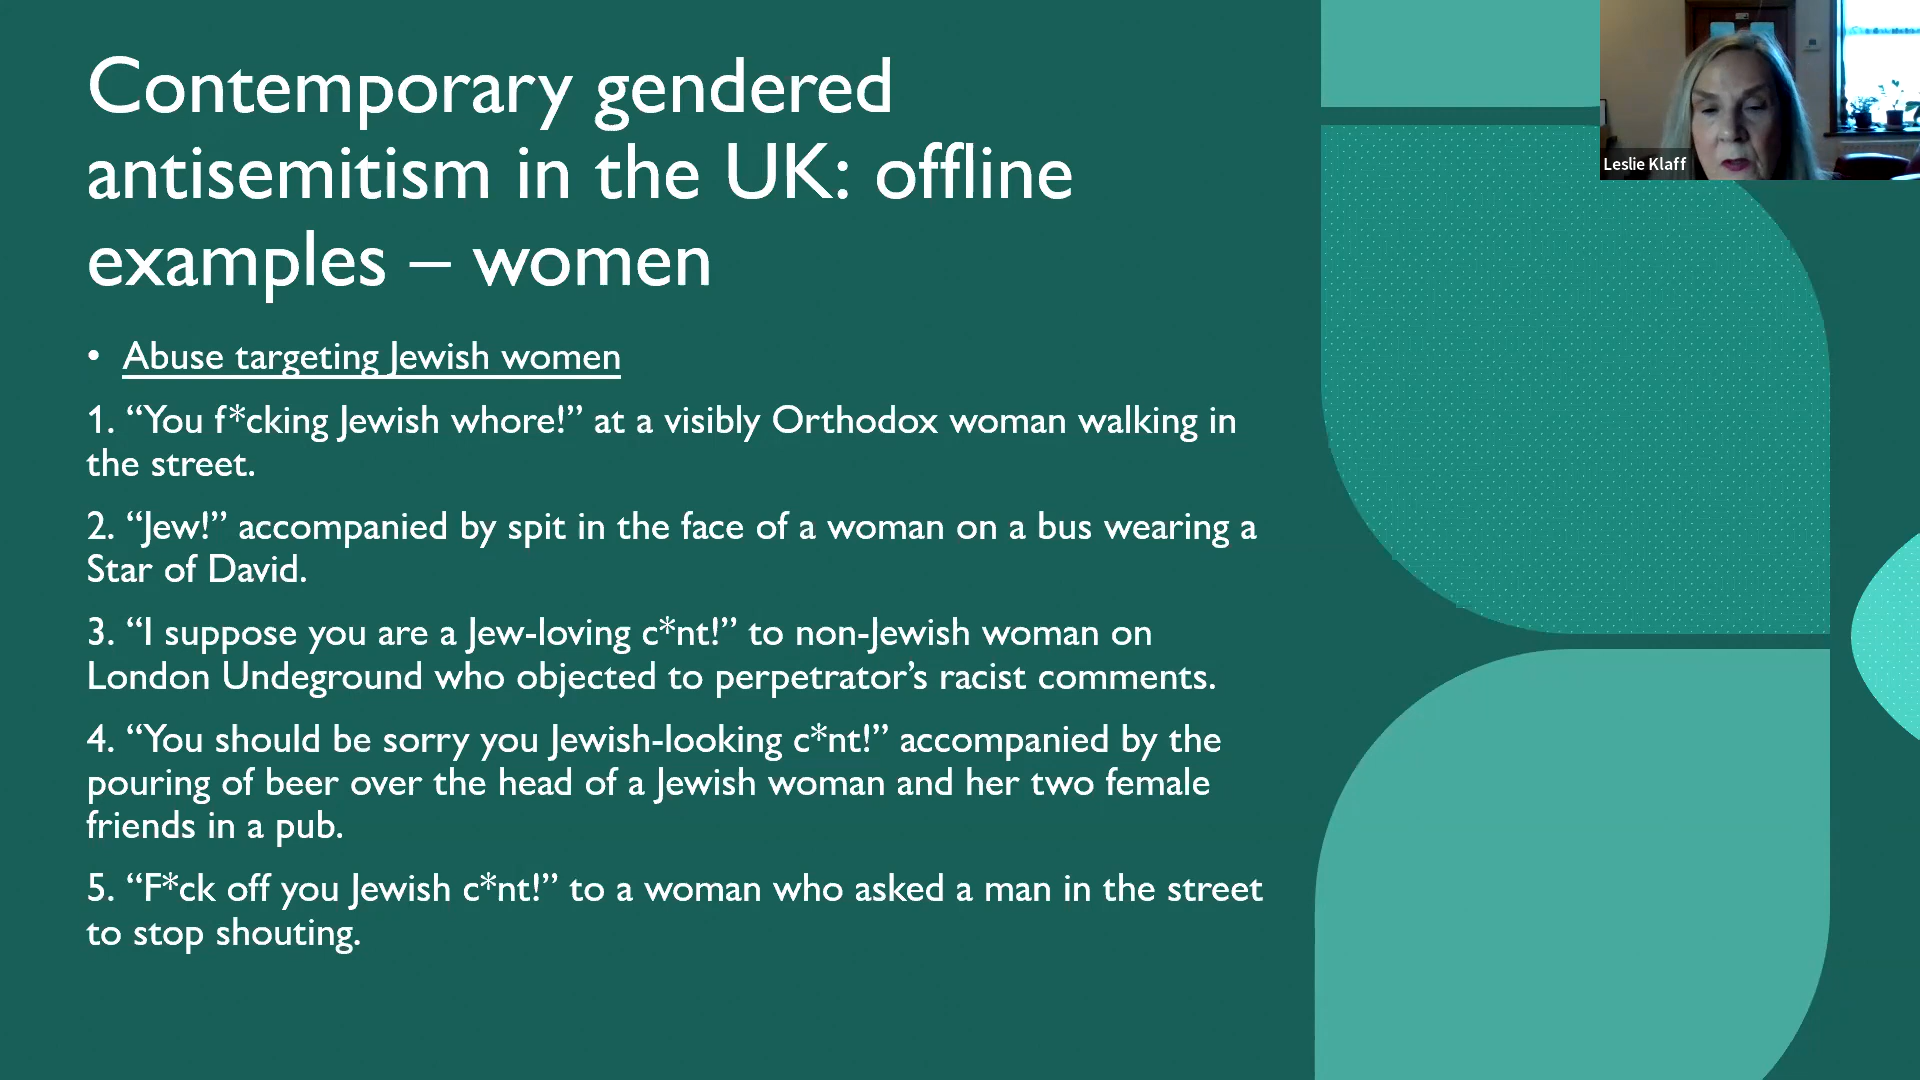 Contemporary gendered
antisemitism in the UK: offline
examples – women
Leslie Klaff
• Abuse targeting Jewish women
1. “You f*cking Jewish whore!” at a visibly Orthodox woman walking in
the street.
2. “Jew!” accompanied by spit in the face of a woman on a bus wearing a
Star of David.
3. “I suppose you are a Jew-loving c*nt!” to non-Jewish woman on
London Undeground who objected to perpetrator’s racist comments.
4. “You should be sorry you Jewish-looking c*nt!” accompanied by the
pouring of beer over the head of a Jewish woman and her two female
friends in a pub.
5. “F*ck off you Jewish c*nt!” to a woman who asked a man in the street
to stop shouting.